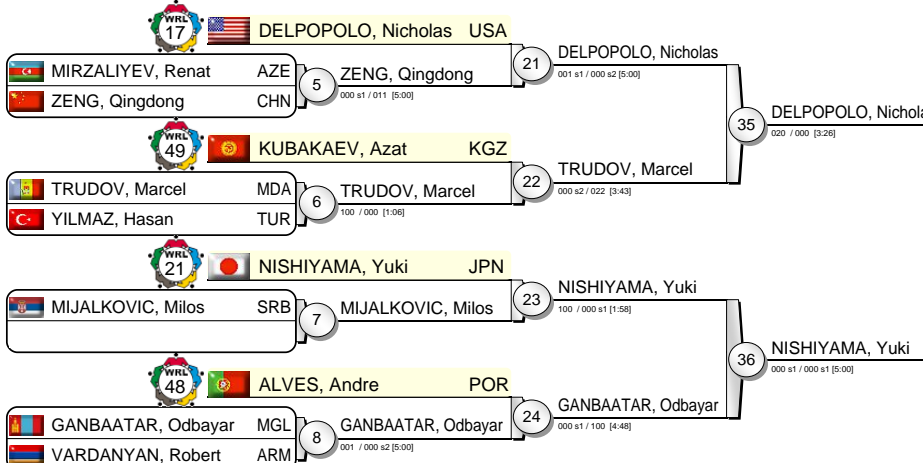 WRL 17 DELPOPOLO, Nicholas USA
MIRZALIYEV, Renat AZE
ZENG, Qingdong CHN
5 ZENG, Qingdong
000 s1 / 011 [5:00]
21 DELPOPOLO, Nicholas
001 s1 / 000 s2 [5:00]
WRL 49 KUBAKAEV, Azat KGZ
TRUDOV, Marcel MDA
YILMAZ, Hasan TUR
6 TRUDOV, Marcel
100 / 000 [1:06]
22 TRUDOV, Marcel
000 s2 / 022 [3:43]
35 DELPOPOLO, Nichola
020 / 000 [3:26]
WRL 21 NISHIYAMA, Yuki JPN
MIJALKOVIC, Milos SRB
7 MIJALKOVIC, Milos
23 NISHIYAMA, Yuki
100 / 000 s1 [1:58]
WRL 48 ALVES, Andre POR
GANBAATAR, Odbayar MGL
VARDANYAN, Robert ARM
8 GANBAATAR, Odbayar
001 / 000 s2 [5:00]
24 GANBAATAR, Odbayar
000 s1 / 100 [4:48]
36 NISHIYAMA, Yuki
000 s1 / 000 s1 [5:00]